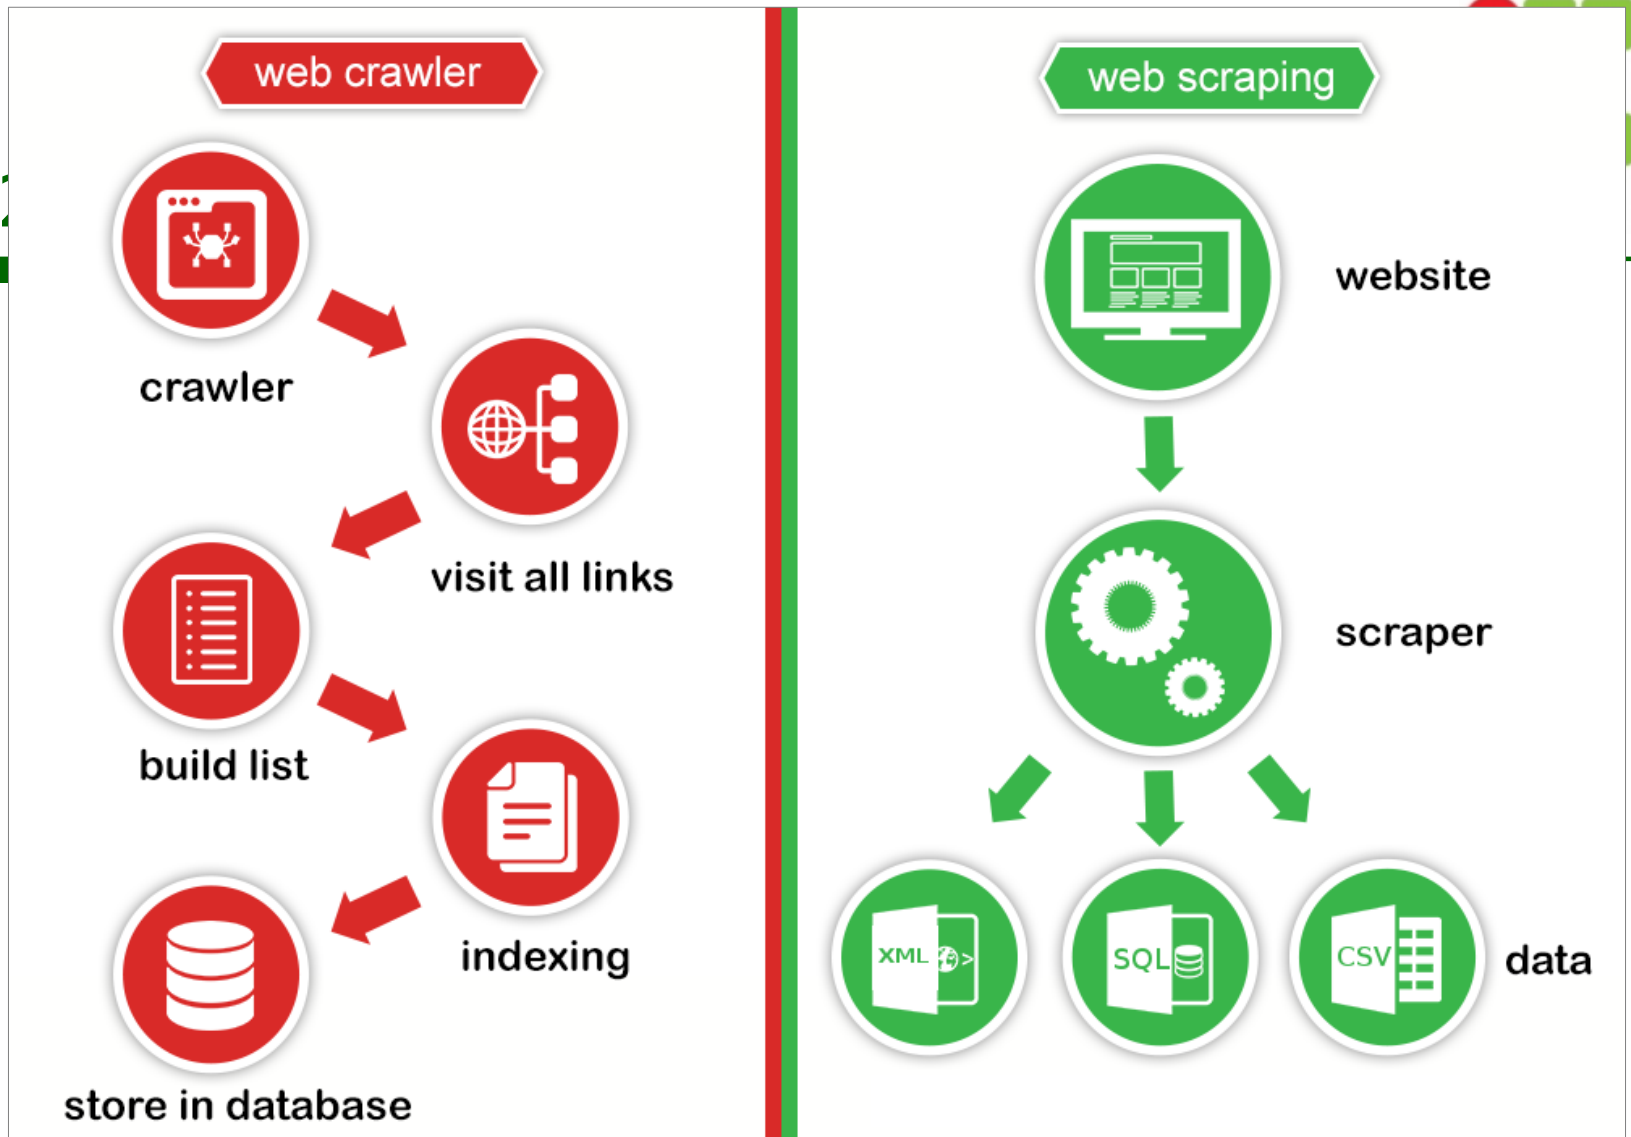 web crawler
crawler
visit all links
build list
indexing
store in database
web scraping
website
scraper
XML
SQL
CSV
data